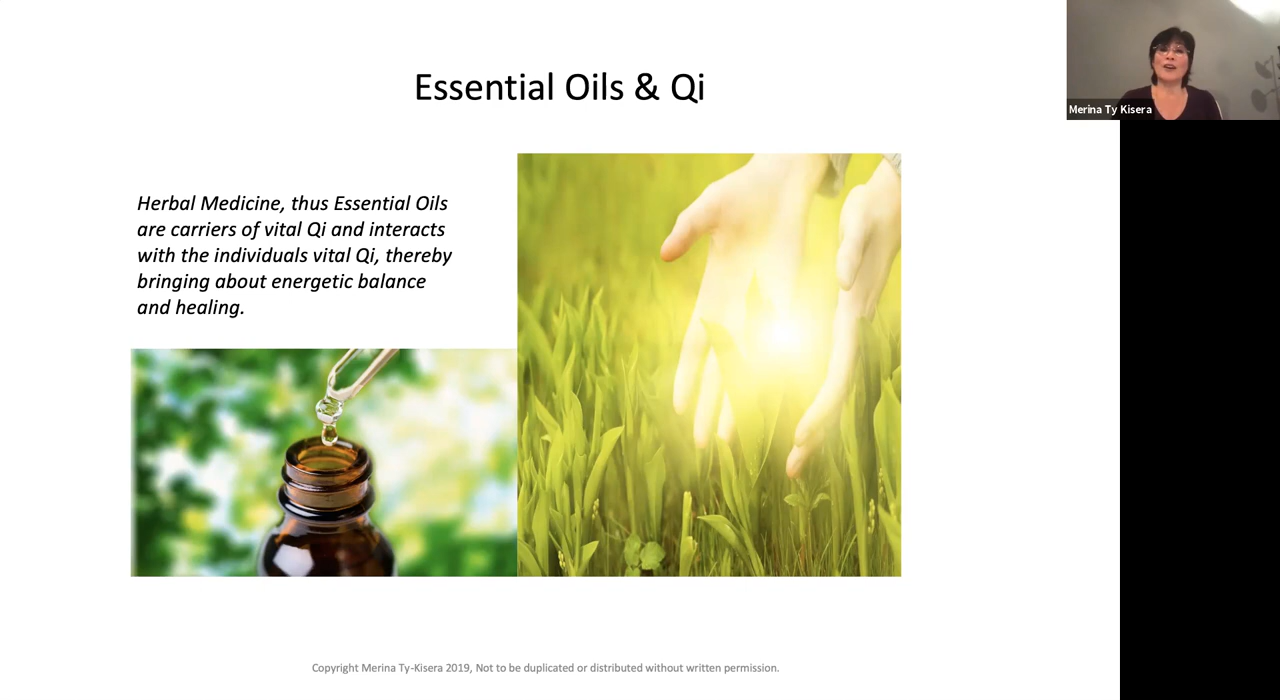 Essential Oils & Qi
Merina Ty Kisera
Herbal Medicine, thus Essential Oils
are carriers of vital Qi and interacts
with the individuals vital Qi, thereby
bringing about energetic balance
and healing.
Copyright Merina Ty-Kisera 2019, Not to be duplicated or distributed without written permission.